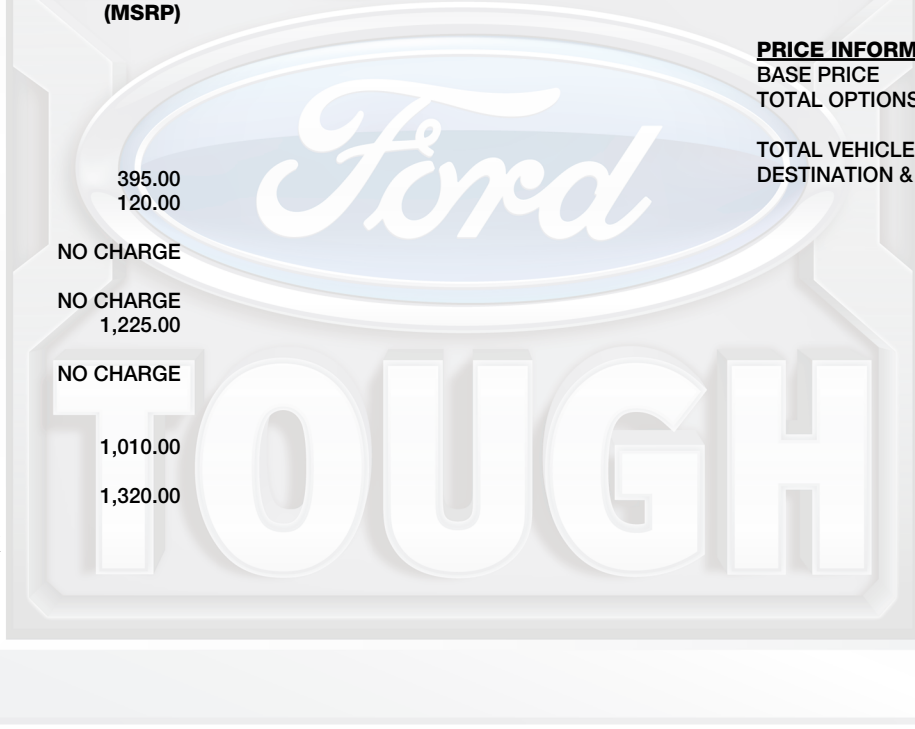 (MSRP)
395.00
120.00
NO CHARGE
NO CHARGE
1,225.00
NO CHARGE
1,010.00
1,320.00
PRICE INFORM
BASE PRICE
TOTAL OPTIONS
TOTAL VEHICLE
DESTINATION &
Ford
TOUGH